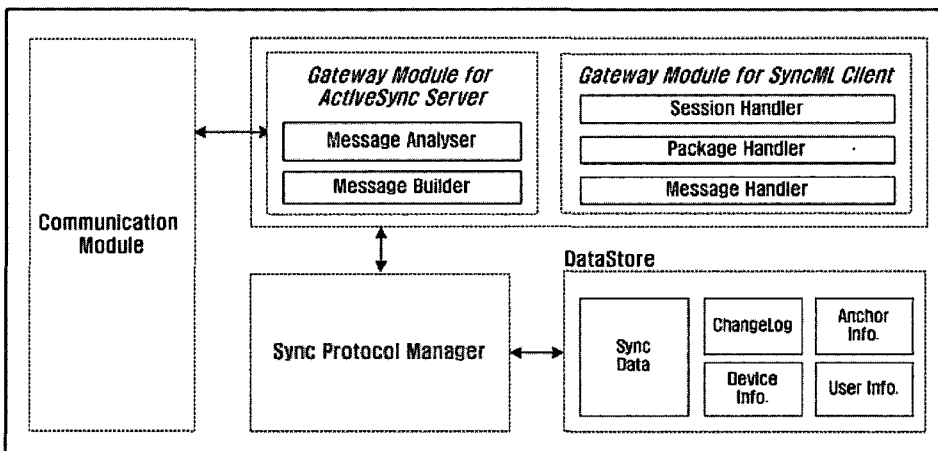 Gateway Module for
ActiveSync Server
Message Analyser
Message Builder
Gateway Module for SyncML Client
Session Handler
Package Handler
Message Handler
Communication
Module
Sync Protocol Manager
DataStore
Sync
Data
ChangeLog
Anchor
Info.
Device
Info.
User Info.